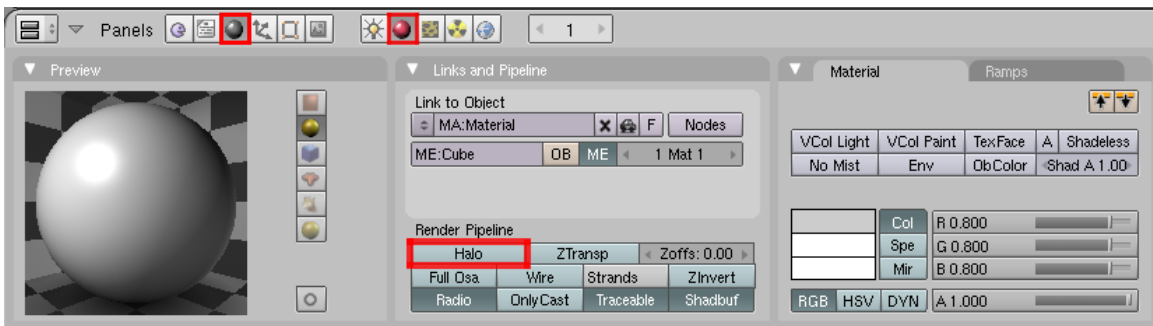 Panels 1
Preview
Links and Pipeline
Link to Object
MA:Material F Nodes
ME:Cube OB ME 1 Mat 1
Render Pipeline
Halo ZTransp Zoffs: 0.00
Full Osa Wire Strands ZInvert
Radio OnlyCast Traceable Shadbuf
Material Ramps
VCol Light VCol Paint TexFace A Shadeless
No Mist Env ObColor Shad A 1.00
Col R 0.800
Spe G 0.800
Mir B 0.800
RGB HSV DYN A 1.000